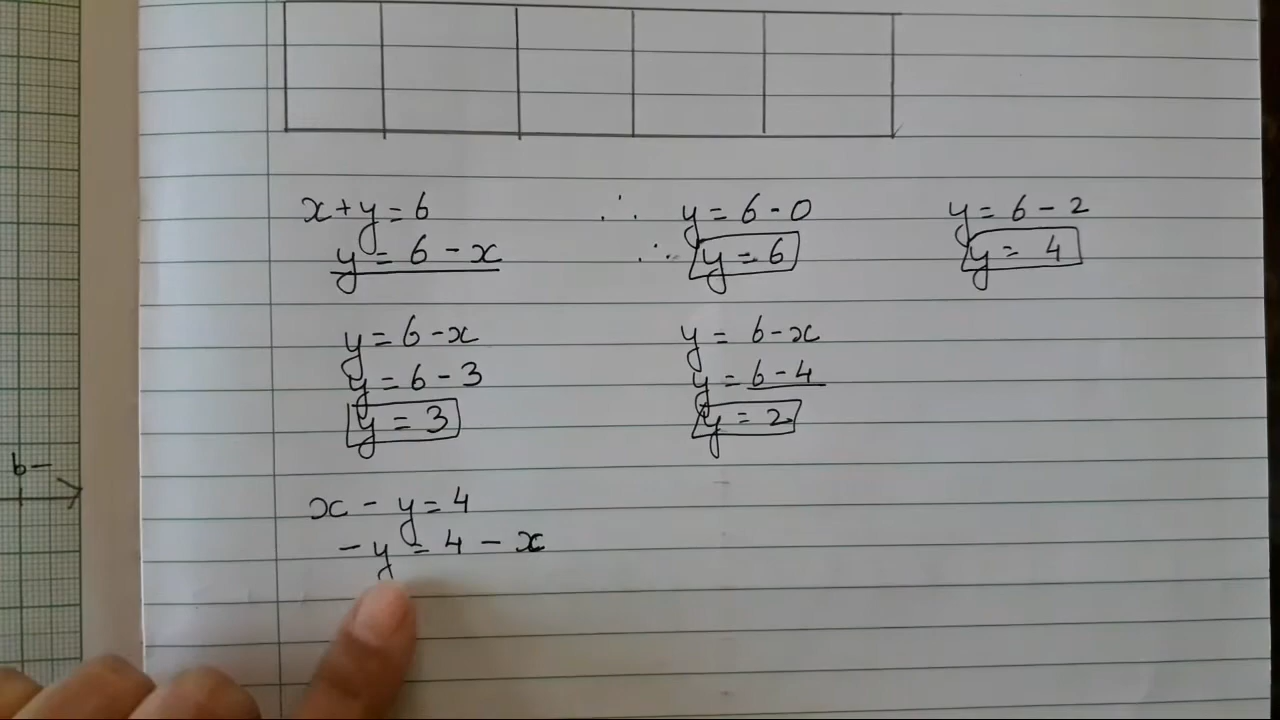 x + y = 6
y = 6 - x
∴ y = 6 - 0
∴ y = 6
y = 6 - 2
y = 4
y = 6 - x
y = 6 - 3
y = 3
y = 6 - x
y = 6 - 4
y = 2
x - y = 4
- y = 4 - x